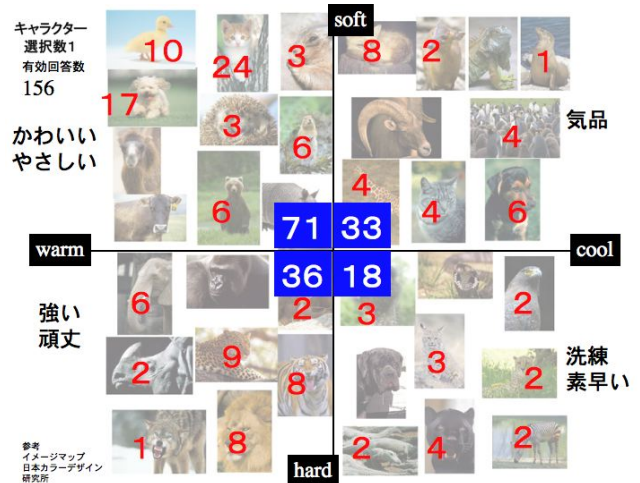 キャラクター
選択数1
有効回答数
156
soft
10
24
3
8
2
1
17
3
6
4
かわいい
やさしい
気品
6
4
4
6
71
33
warm
cool
36
18
強い
頑丈
6
2
3
2
2
9
8
3
2
洗練
素早い
1
8
2
4
2
参考
イメージマップ
日本カラーデザイン
研究所
hard